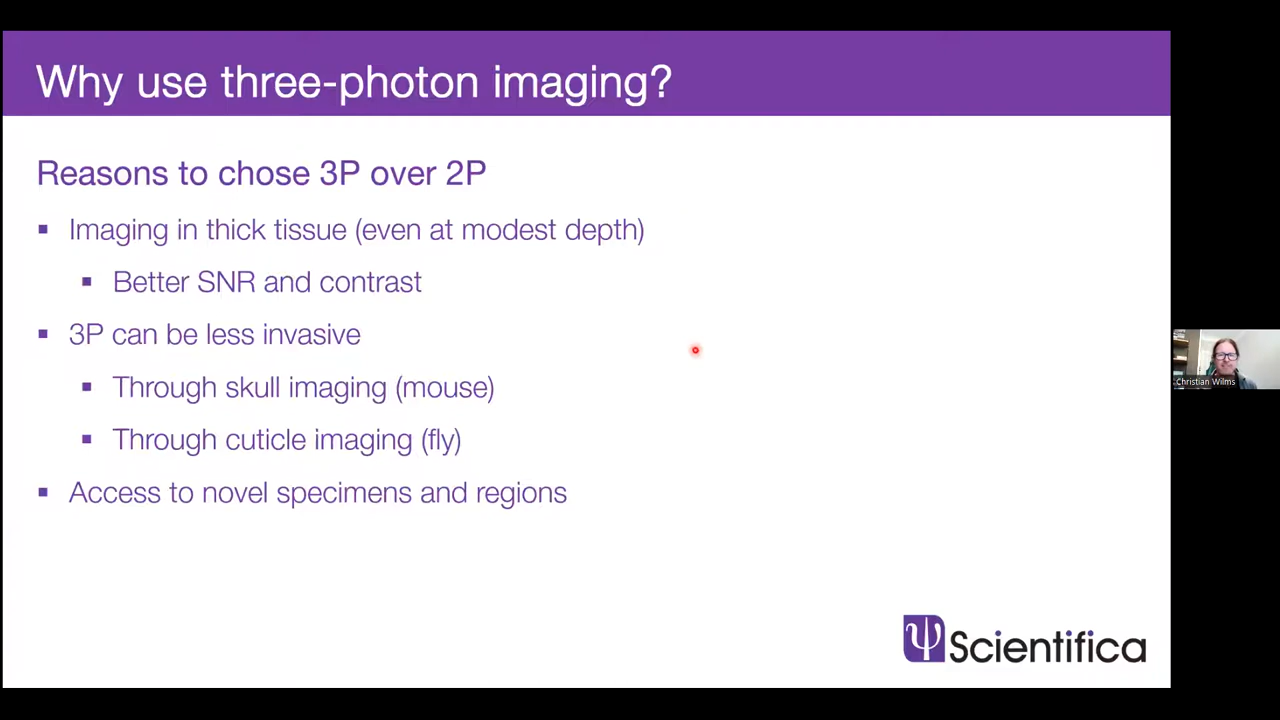 Why use three-photon imaging?
Reasons to chose 3P over 2P
▪ Imaging in thick tissue (even at modest depth)
▪ Better SNR and contrast
▪ 3P can be less invasive
▪ Through skull imaging (mouse)
▪ Through cuticle imaging (fly)
▪ Access to novel specimens and regions
Christian Wilms
ψ Scientifica